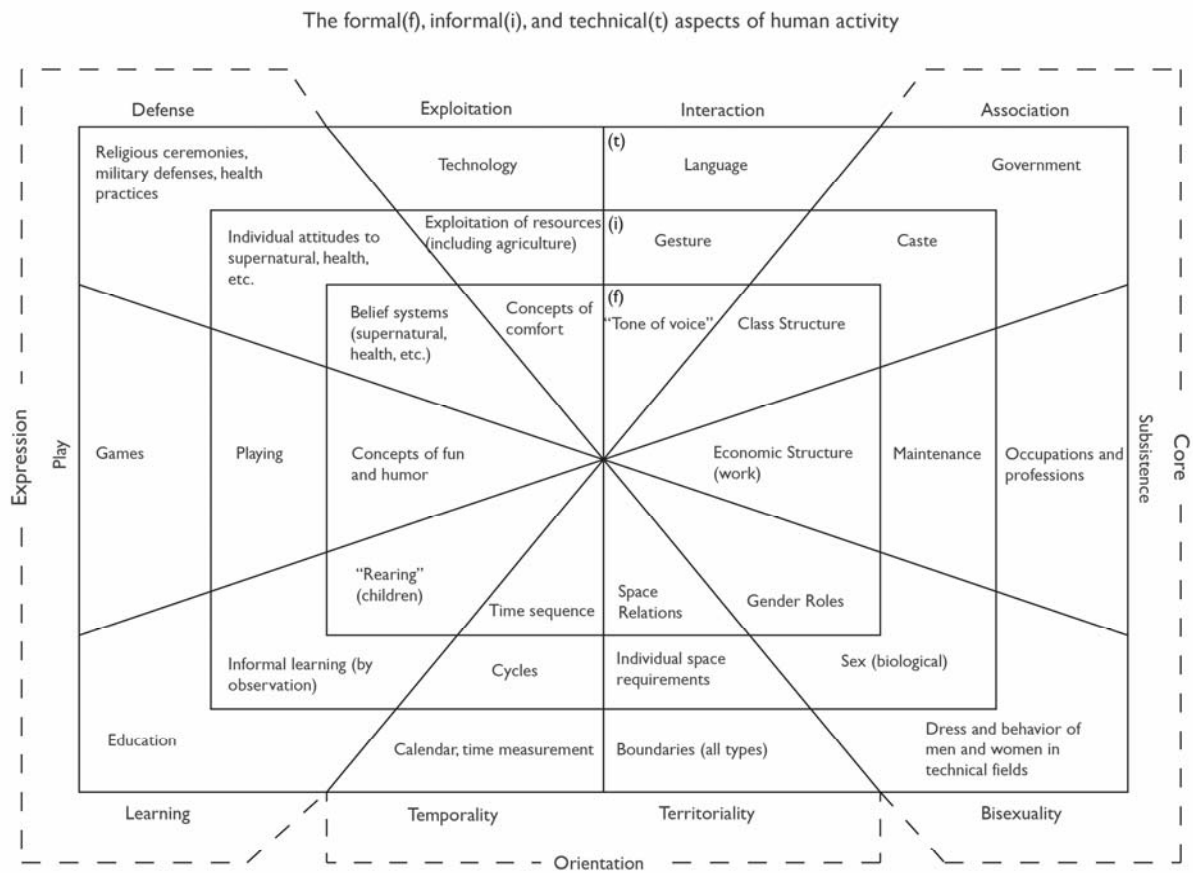 The formal(f), informal(i), and technical(t) aspects of human activity
Defense
Exploitation
Interaction
Association
Religious ceremonies,
military defenses, health
practices
Technology
(t)
Language
Government
Individual attitudes to
supernatural, health,
etc.
Exploitation of resources
(including agriculture)
(i)
Gesture
Caste
Belief systems
(supernatural,
health, etc.)
Concepts of
comfort
(f)
“Tone of voice”
Class Structure
Expression
Play
Games
Playing
Concepts of fun
and humor
Economic Structure
(work)
Maintenance
Occupations and
professions
Subsistence
Core
“Rearing”
(children)
Time sequence
Space
Relations
Gender Roles
Informal learning (by
observation)
Cycles
Individual space
requirements
Sex (biological)
Education
Calendar, time measurement
Boundaries (all types)
Dress and behavior of
men and women in
technical fields
Learning
Temporality
Territoriality
Bisexuality
Orientation